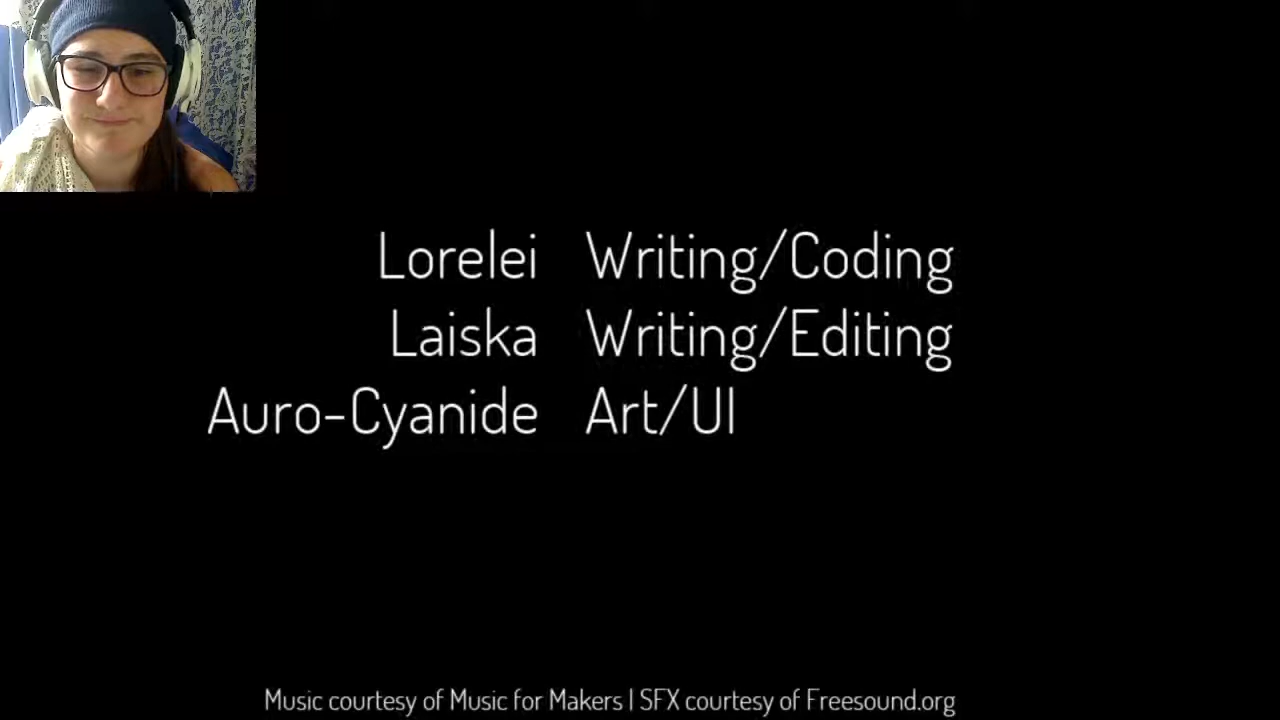 Lorelei Writing/Coding
Laiska Writing/Editing
Auro-Cyanide Art/UI
Music courtesy of Music for Makers | SFX courtesy of Freesound.org